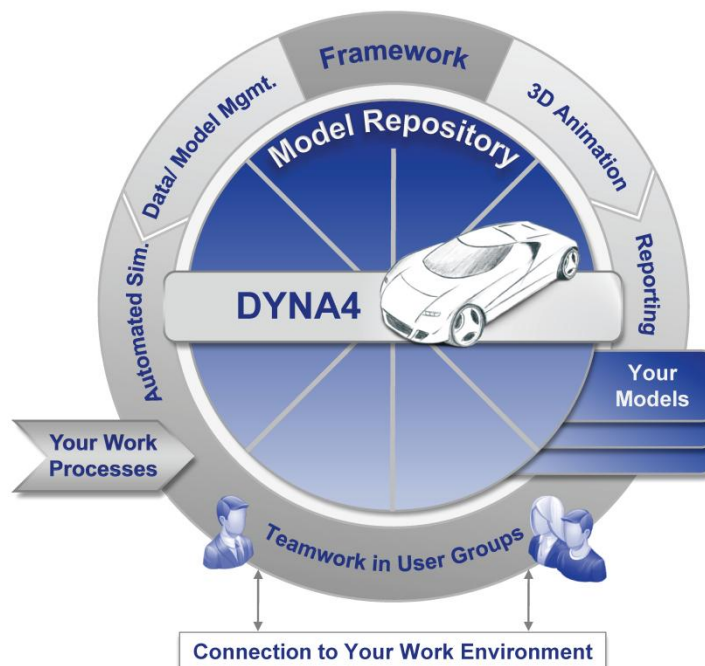 Framework
Data/ Model Mgmt.
3D Animation
Model Repository
Automated Sim.
Reporting
DYNA4
Your
Models
Your Work
Processes
Teamwork in User Groups
Connection to Your Work Environment